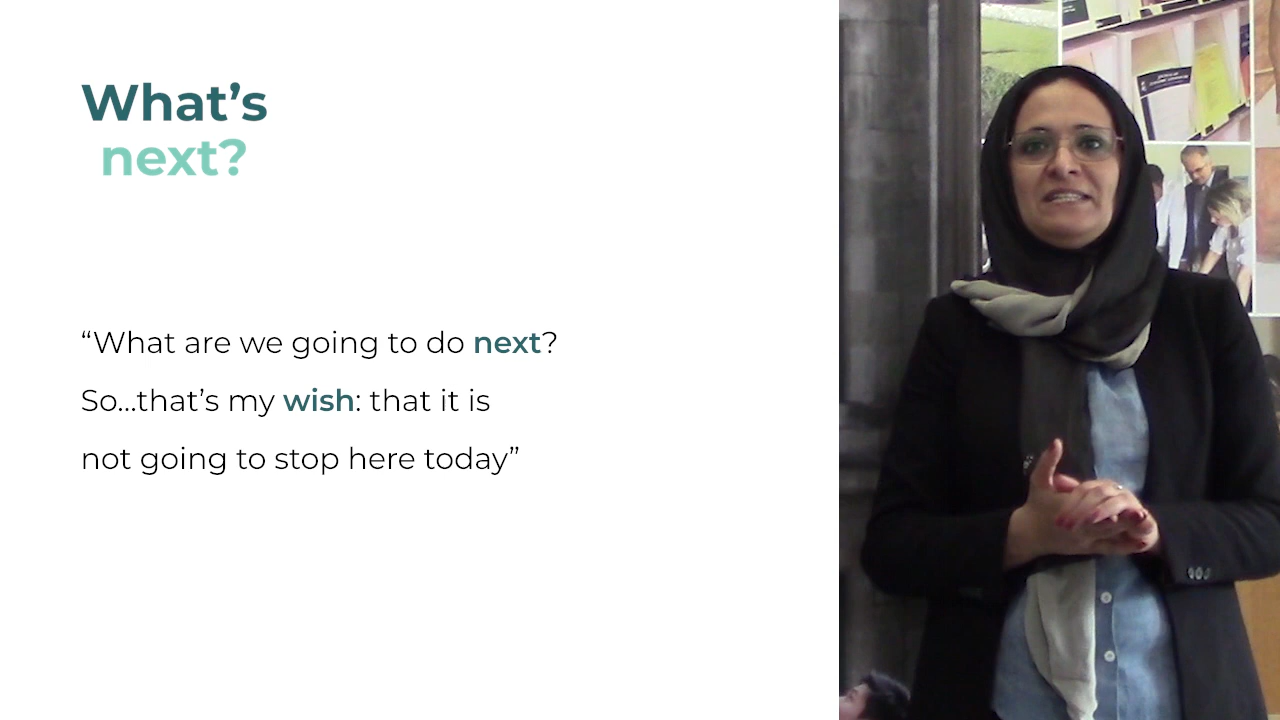 What’s
next?
“What are we going to do next?
So...that’s my wish: that it is
not going to stop here today”